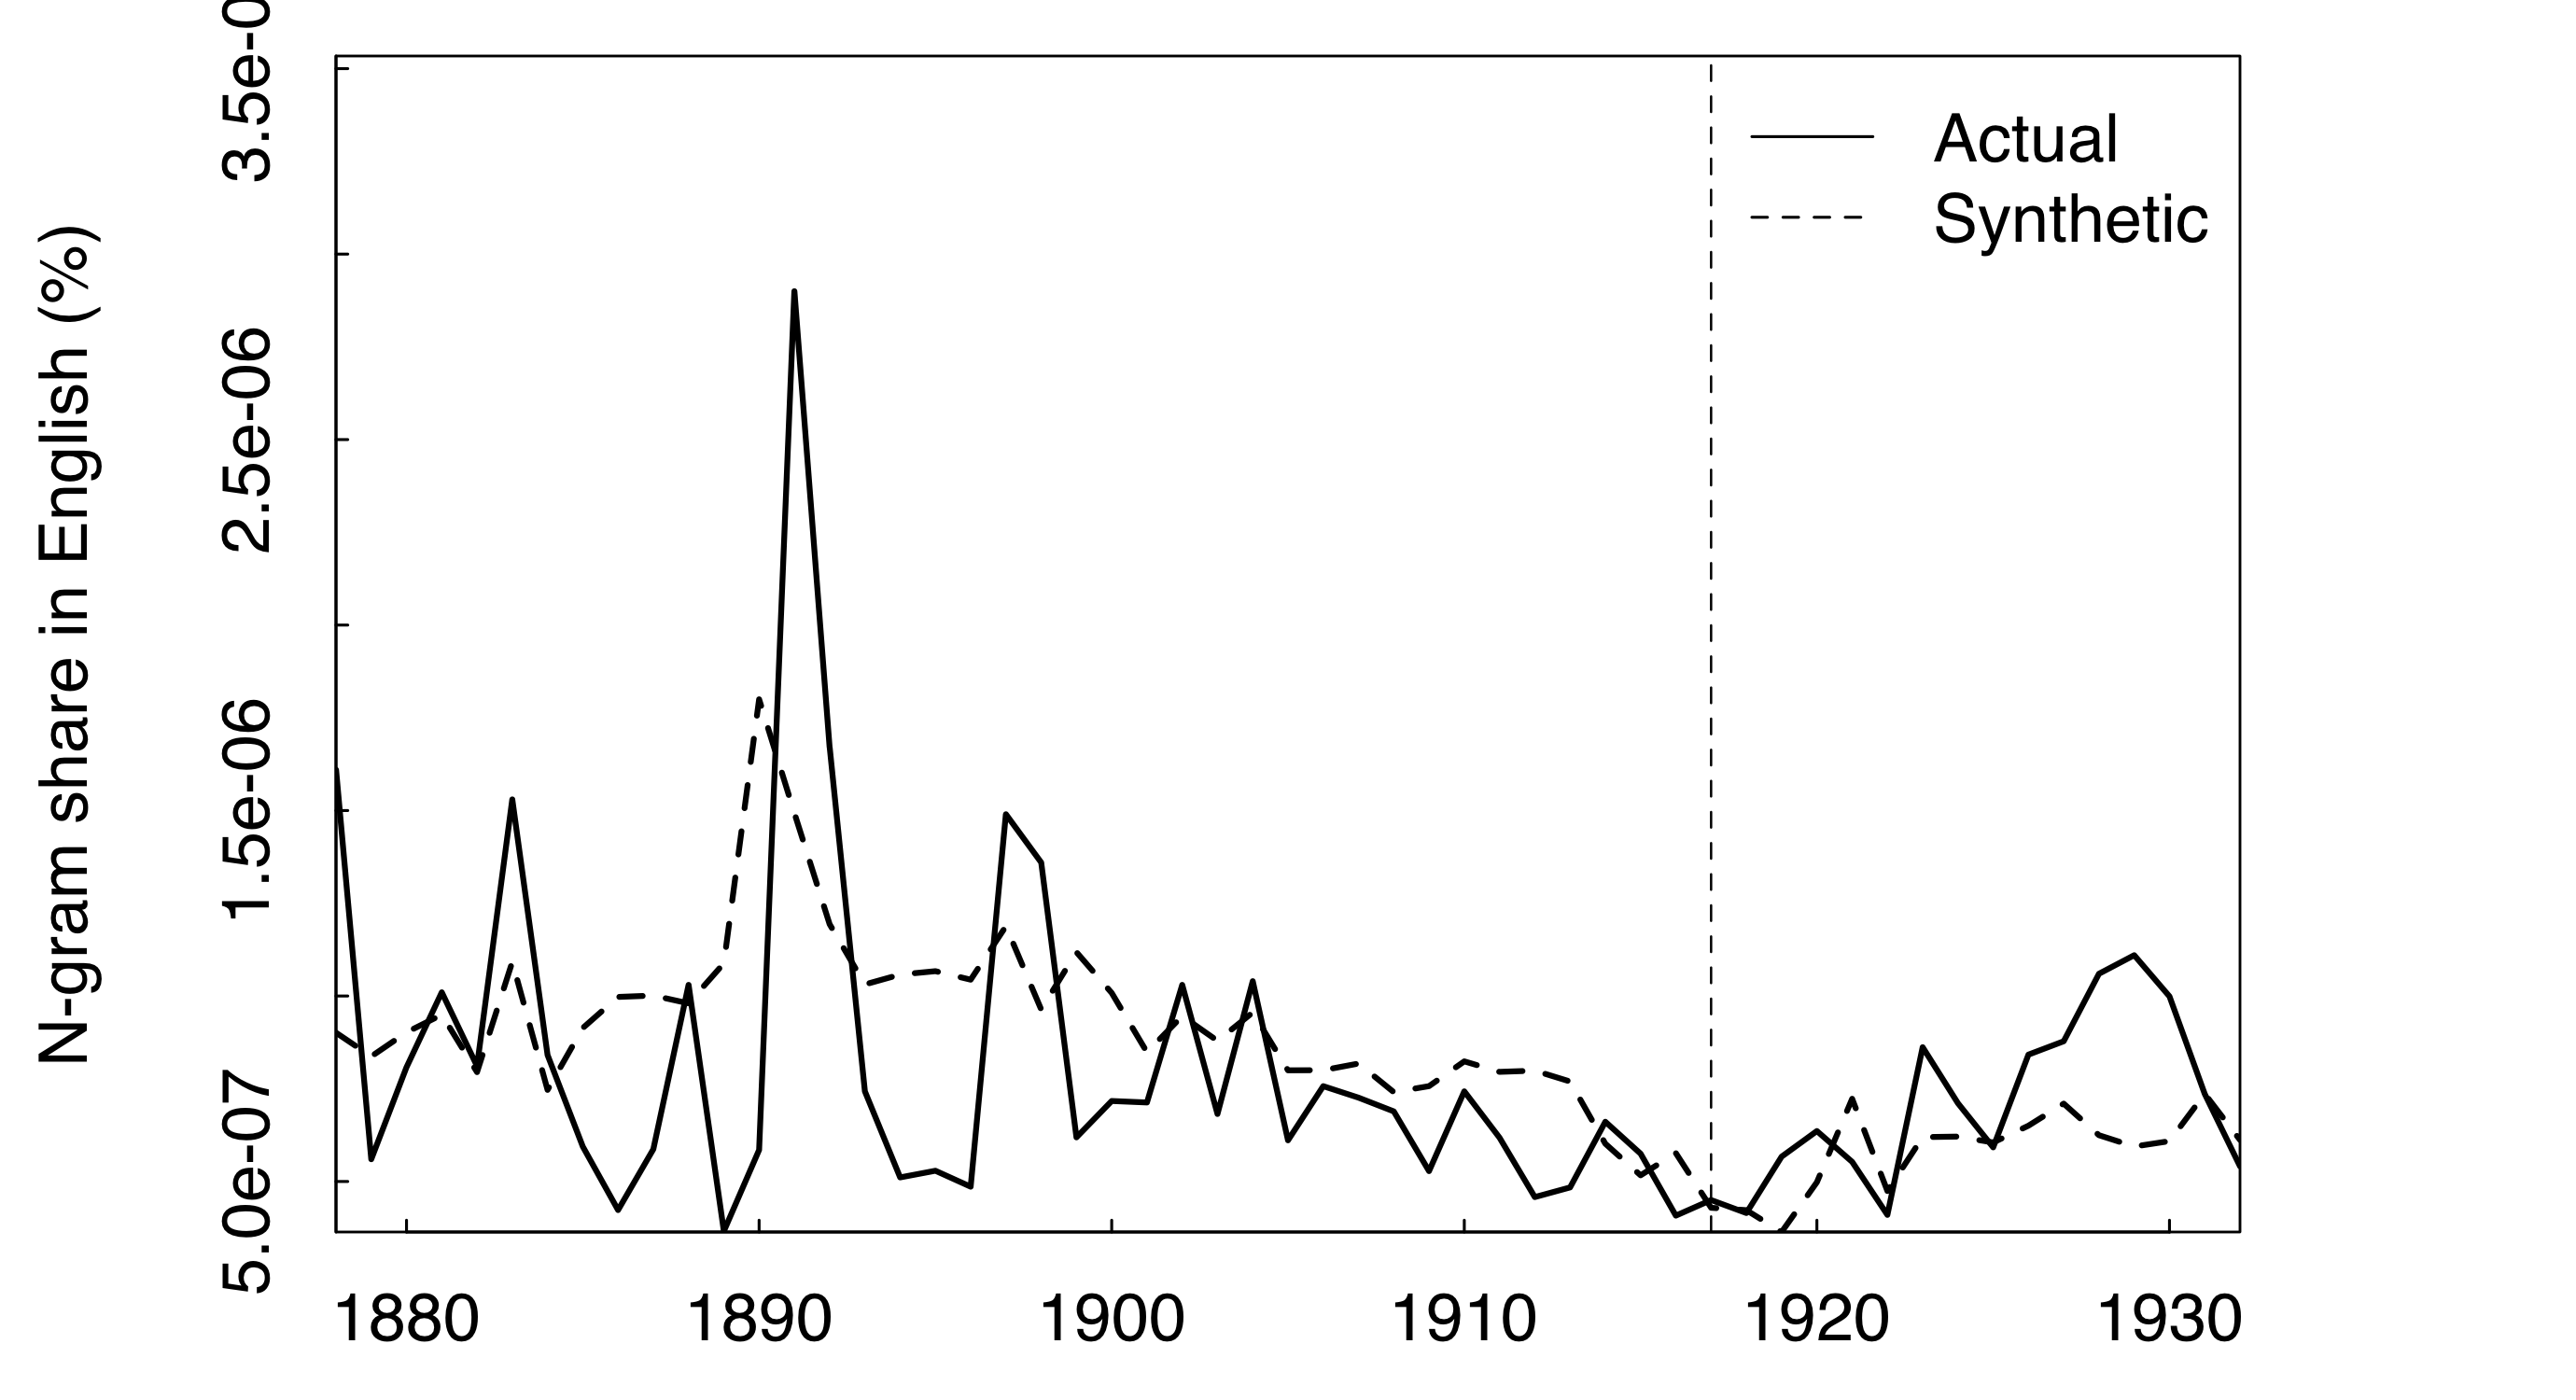 N-gram share in English (%)
3.5e-0
2.5e-06
1.5e-06
5.0e-07
Actual
Synthetic
1880 1890 1900 1910 1920 1930